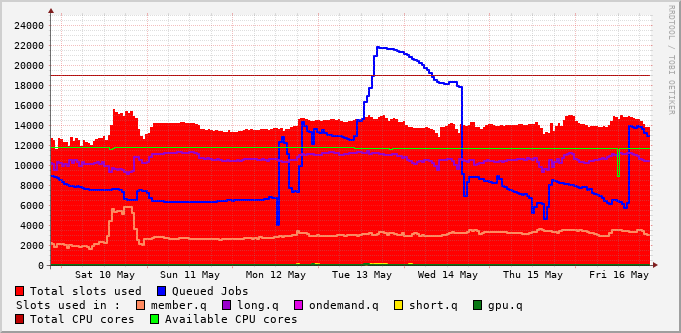 RRDTOOL / TOBI OETIKER
24000
22000
20000
18000
16000
14000
12000
10000
8000
6000
4000
2000
0
Sat 10 May Sun 11 May Mon 12 May Tue 13 May Wed 14 May Thu 15 May Fri 16 May
Total slots used Queued Jobs
Slots used in : member.q long.q ondemand.q short.q gpu.q
Total CPU cores Available CPU cores